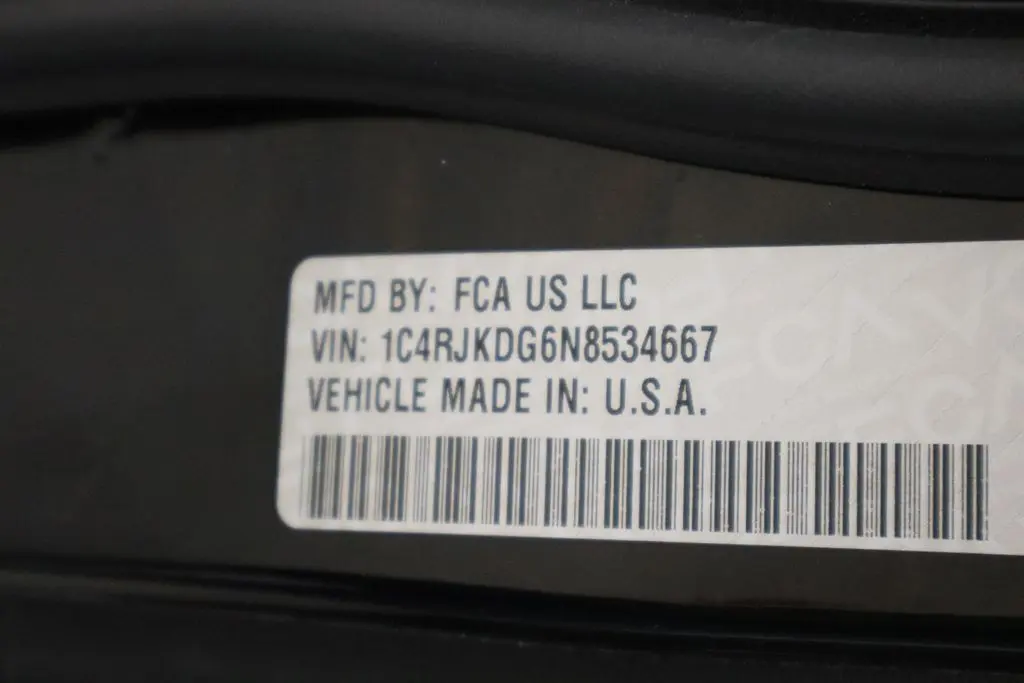 MFD BY: FCA US LLC
VIN: 1C4RJKDG6N8534667
VEHICLE MADE IN: U.S.A.